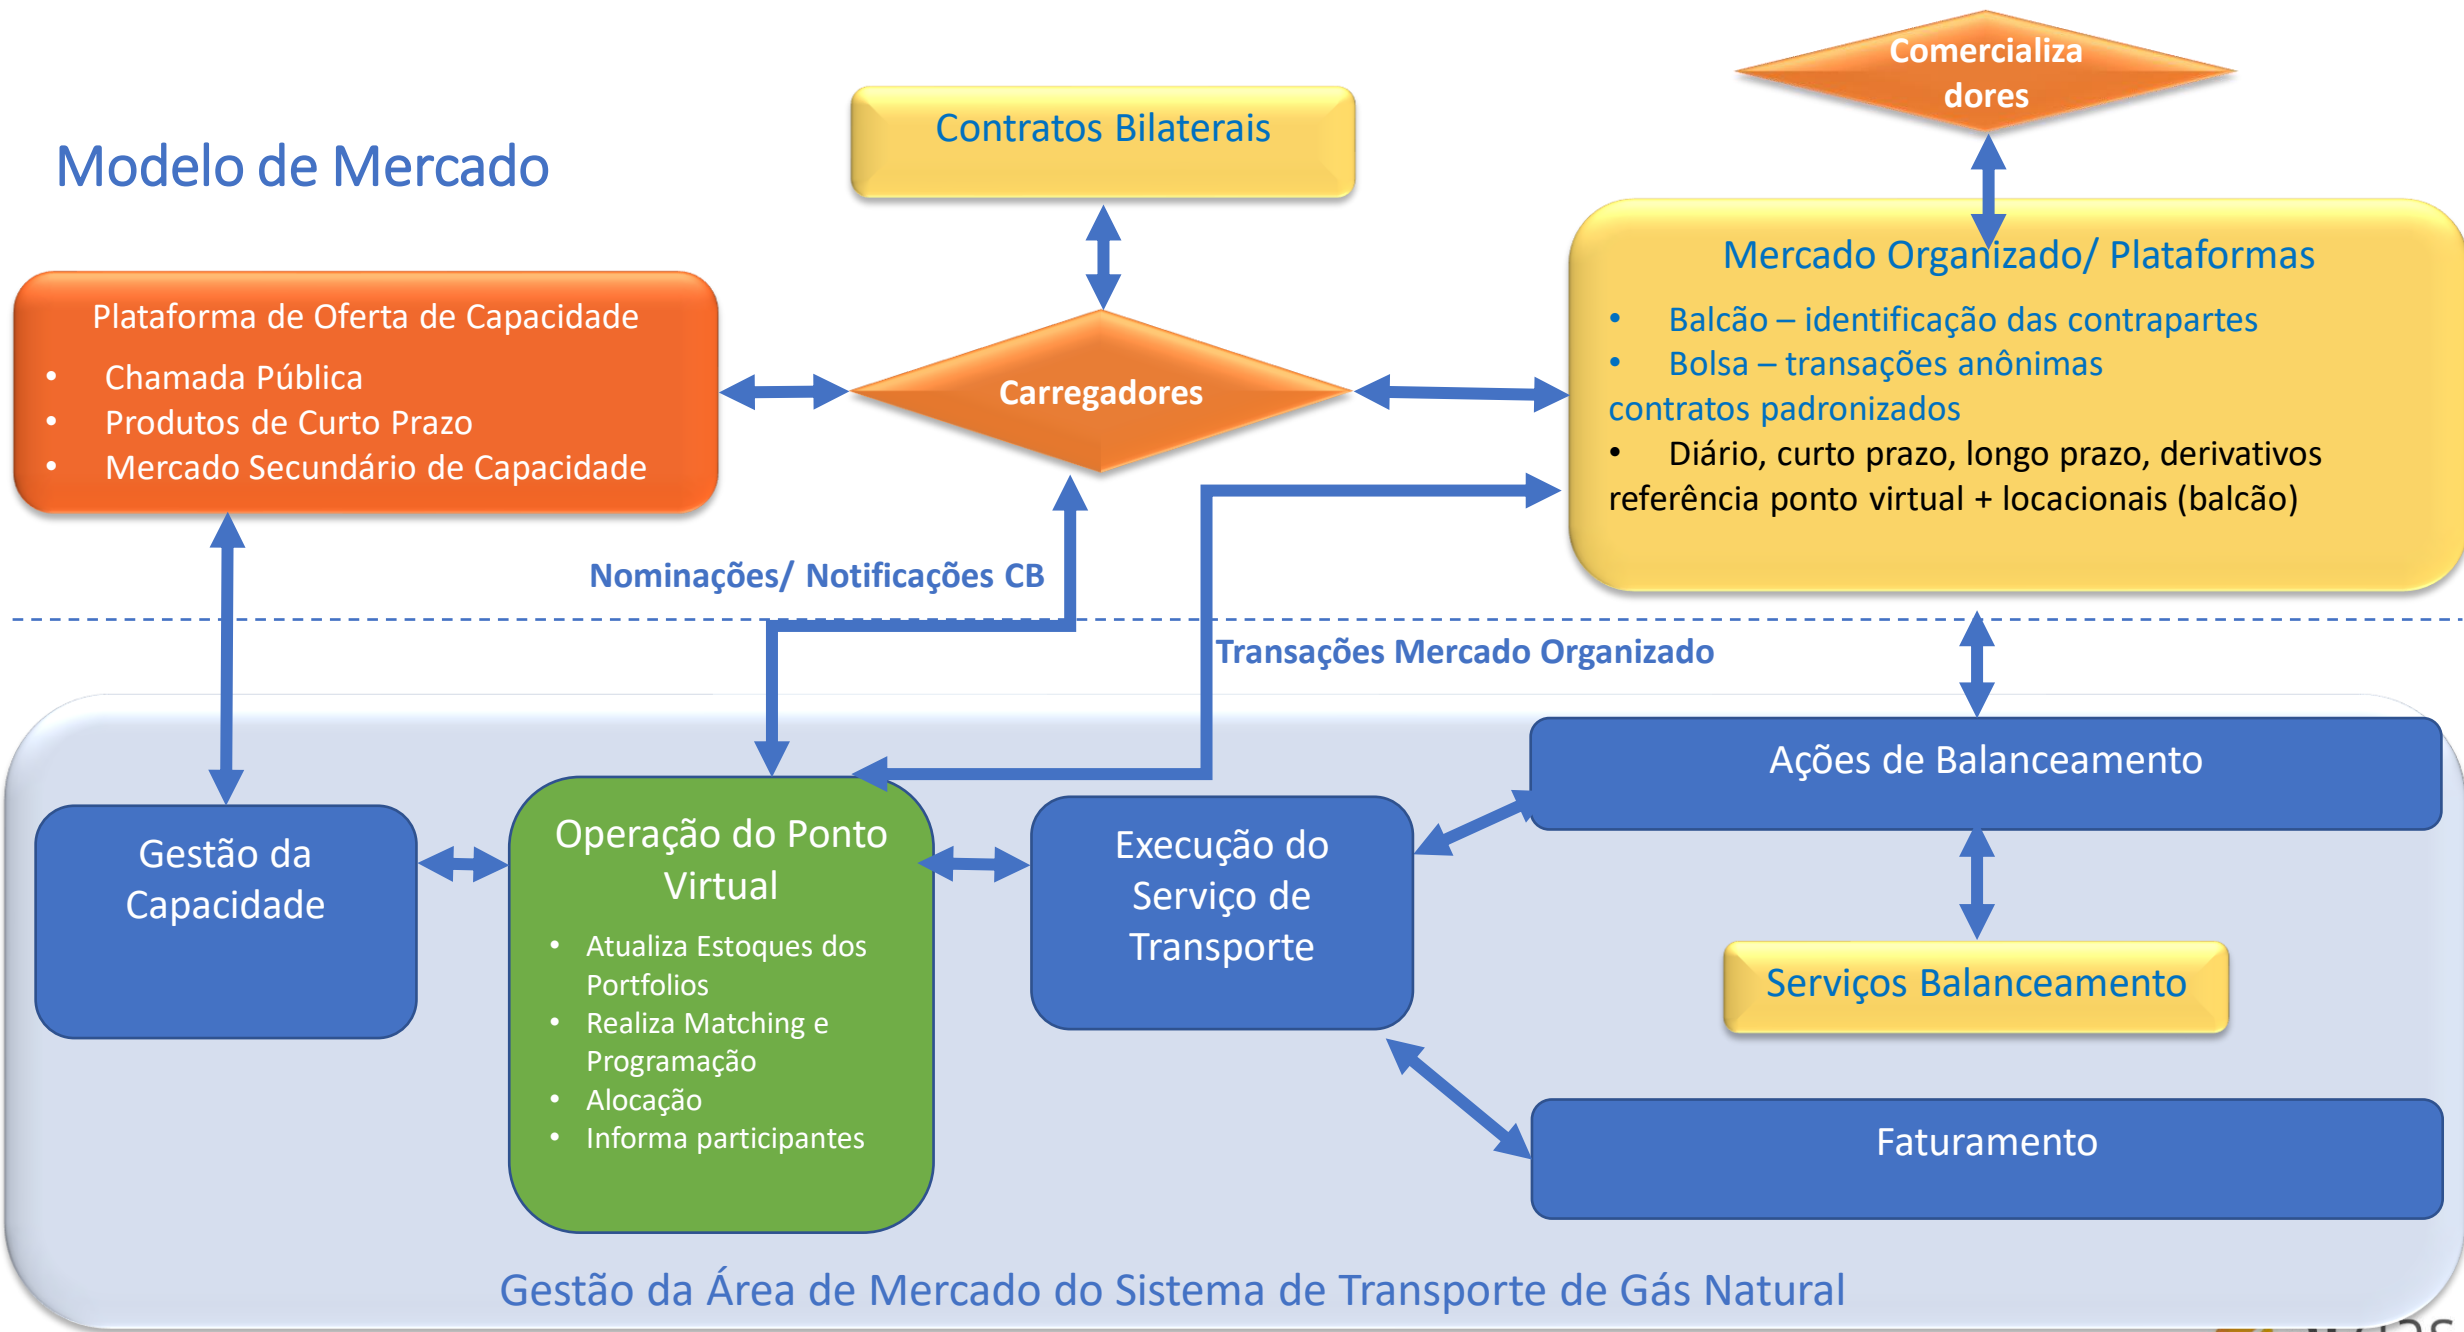 Comercializa
dores
Contratos Bilaterais
Modelo de Mercado
Mercado Organizado/ Plataformas
• Balcão – identificação das contrapartes
• Bolsa – transações anônimas
contratos padronizados
• Diário, curto prazo, longo prazo, derivativos
referência ponto virtual + locacionais (balcão)
Plataforma de Oferta de Capacidade
• Chamada Pública
• Produtos de Curto Prazo
• Mercado Secundário de Capacidade
Carregadores
Nominações/ Notificações CB
Transações Mercado Organizado
Gestão da
Capacidade
Operação do Ponto
Virtual
• Atualiza Estoques dos
Portfolios
• Realiza Matching e
Programação
• Alocação
• Informa participantes
Execução do
Serviço de
Transporte
Ações de Balanceamento
Serviços Balanceamento
Faturamento
Gestão da Área de Mercado do Sistema de Transporte de Gás Natural